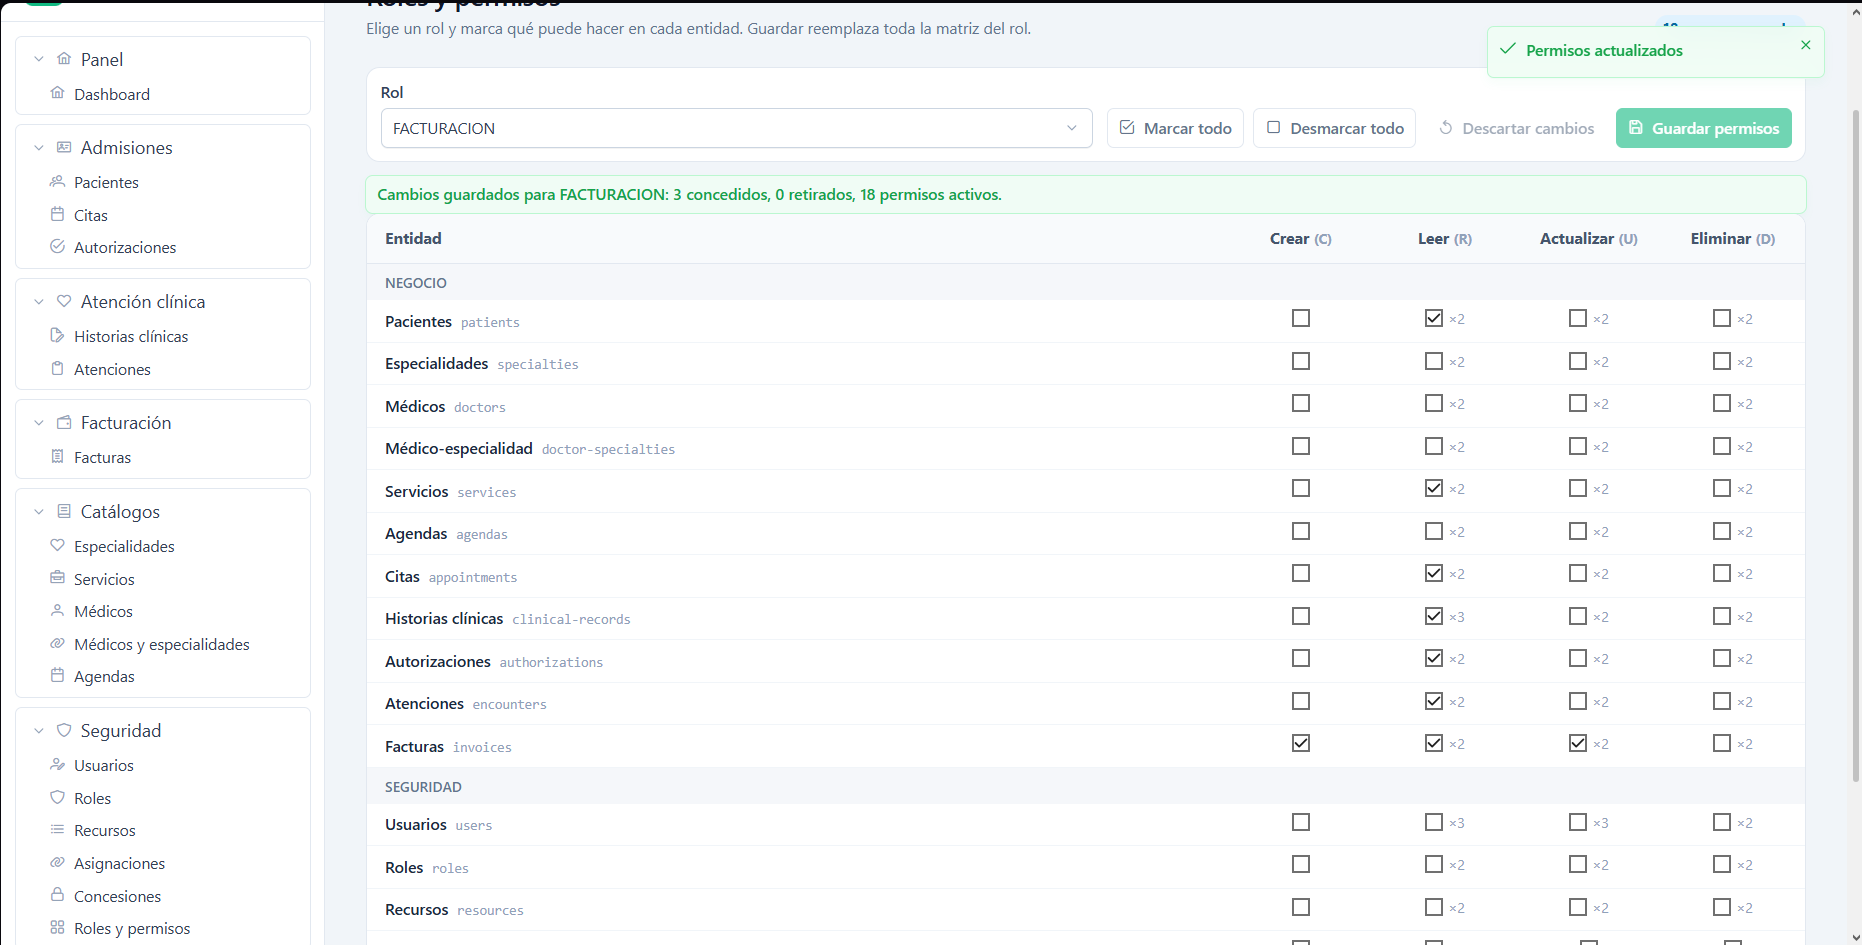 Panel
Dashboard
Admisiones
Pacientes
Citas
Autorizaciones
Atención clínica
Historias clínicas
Atenciones
Facturación
Facturas
Catálogos
Especialidades
Servicios
Médicos
Médicos y especialidades
Agendas
Seguridad
Usuarios
Roles
Recursos
Asignaciones
Concesiones
Roles y permisos
Roles y permisos
Elige un rol y marca qué puede hacer en cada entidad. Guardar reemplaza toda la matriz del rol.
Permisos actualizados
Rol
FACTURACION
Marcar todo
Desmarcar todo
Descartar cambios
Guardar permisos
Cambios guardados para FACTURACION: 3 concedidos, 0 retirados, 18 permisos activos.
Entidad Crear (C) Leer (R) Actualizar (U) Eliminar (D)
NEGOCIO
Pacientes patients ×2 ×2 ×2
Especialidades specialties ×2 ×2 ×2
Médicos doctors ×2 ×2 ×2
Médico-especialidad doctor-specialties ×2 ×2 ×2
Servicios services ×2 ×2 ×2
Agendas agendas ×2 ×2 ×2
Citas appointments ×2 ×2 ×2
Historias clínicas clinical-records ×3 ×2 ×2
Autorizaciones authorizations ×2 ×2 ×2
Atenciones encounters ×2 ×2 ×2
Facturas invoices ×2 ×2 ×2
SEGURIDAD
Usuarios users ×3 ×3 ×2
Roles roles ×2 ×2 ×2
Recursos resources ×2 ×2 ×2